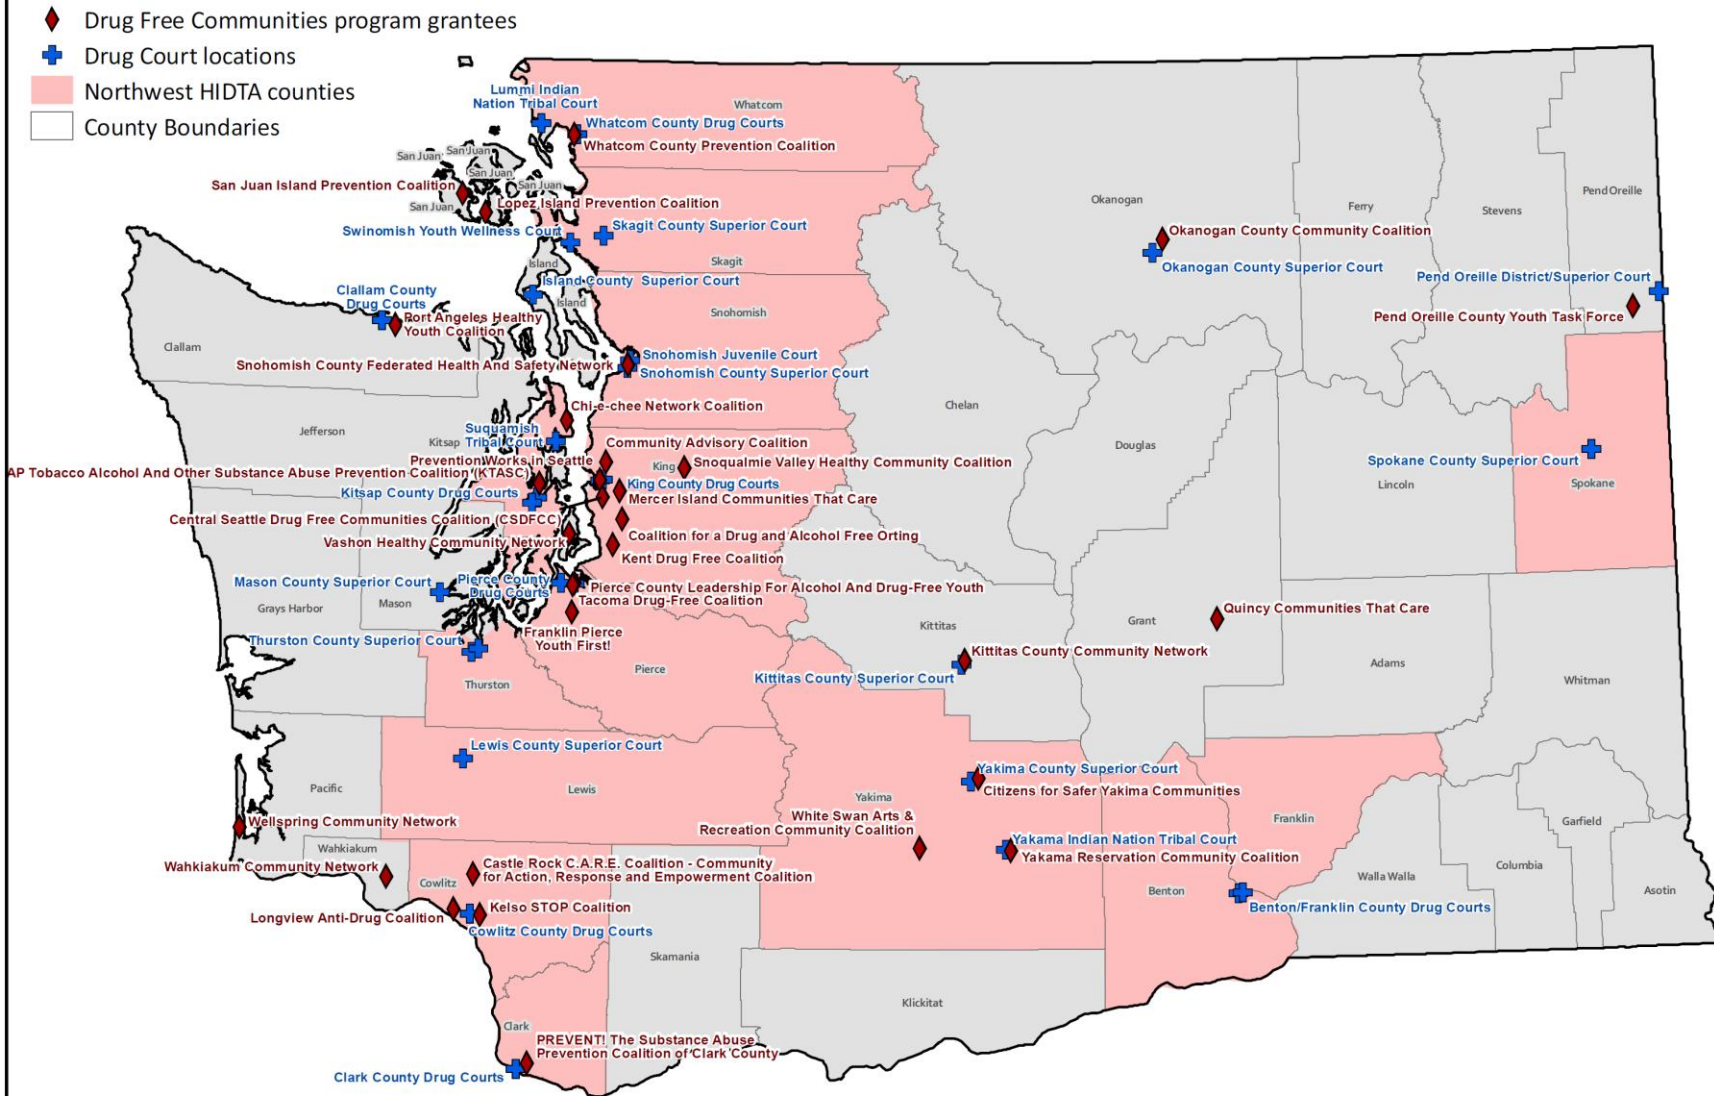 Drug Free Communities program grantees
Drug Court locations
Northwest HIDTA counties
County Boundaries
Lummi Indian
Nation Tribal Court
Whatcom
Whatcom County Drug Courts
Whatcom County Prevention Coalition
San Juan
San Juan
San Juan
San Juan
San Juan
San Juan Island Prevention Coalition
Lopez Island Prevention Coalition
Swinomish Youth Wellness Court
Skagit County Superior Court
Skagit
Island
Island County Superior Court
Island
Snohomish
Clallam County
Drug Courts
Port Angeles Healthy
Youth Coalition
Clallam
Snohomish Juvenile Court
Snohomish County Federated Health And Safety Network
Snohomish County Superior Court
Okanogan
Ferry
Stevens
Pend Oreille
Okanogan County Community Coalition
Okanogan County Superior Court
Pend Oreille District/Superior Court
Pend Oreille County Youth Task Force
Chi-e-chee Network Coalition
Chelan
Jefferson
Kitsap
Suquamish
Tribal Court
Community Advisory Coalition
Douglas
Prevention Works in Seattle
King
Snoqualmie Valley Healthy Community Coalition
AP Tobacco Alcohol And Other Substance Abuse Prevention Coalition (KTASC)
King County Drug Courts
Kitsap County Drug Courts
Mercer Island Communities That Care
Spokane County Superior Court
Lincoln
Spokane
Central Seattle Drug Free Communities Coalition (CSDFCC)
Coalition for a Drug and Alcohol Free Orting
Vashon Healthy Community Network
Kent Drug Free Coalition
Mason County Superior Court
Pierce County
Drug Courts
Pierce County Leadership For Alcohol And Drug-Free Youth
Tacoma Drug-Free Coalition
Grays Harbor
Mason
Franklin Pierce
Youth First!
Thurston County Superior Court
Kittitas
Grant
Quincy Communities That Care
Kittitas County Community Network
Kittitas County Superior Court
Pierce
Thurston
Adams
Whitman
Lewis County Superior Court
Pacific
Lewis
Yakima County Superior Court
Citizens for Safer Yakima Communities
Yakima
White Swan Arts &
Recreation Community Coalition
Franklin
Garfield
Wellspring Community Network
Wahkiakum
Wahkiakum Community Network
Yakama Indian Nation Tribal Court
Yakama Reservation Community Coalition
Castle Rock C.A.R.E. Coalition - Community
for Action, Response and Empowerment Coalition
Cowlitz
Benton
Walla Walla
Columbia
Asotin
Longview Anti-Drug Coalition
Kelso STOP Coalition
Cowlitz County Drug Courts
Benton/Franklin County Drug Courts
Skamania
Klickitat
Clark
PREVENT! The Substance Abuse
Prevention Coalition of Clark County
Clark County Drug Courts